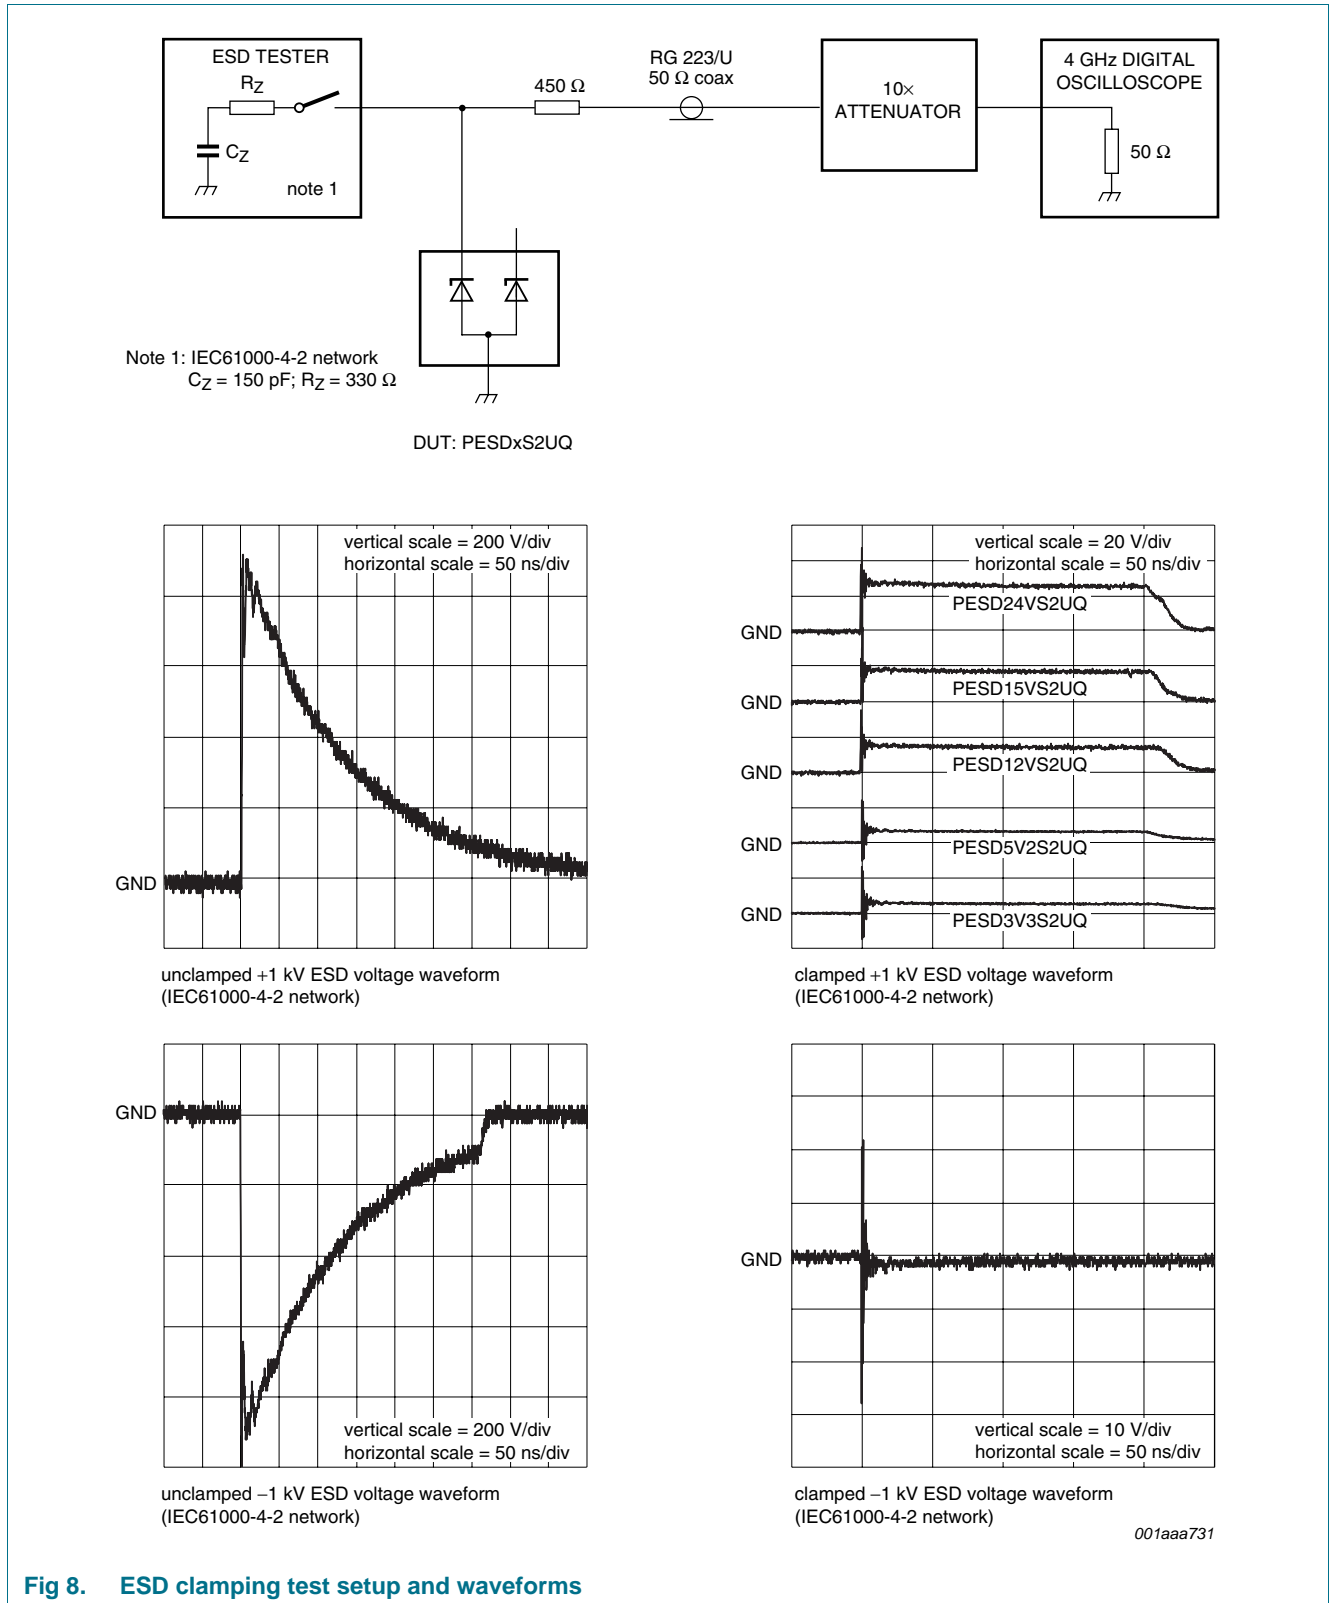 ESD TESTER
RZ
CZ
note 1
450 Ω
RG 223/U
50 Ω coax
10×
ATTENUATOR
4 GHz DIGITAL
OSCILLOSCOPE
50 Ω
Note 1: IEC61000-4-2 network
CZ = 150 pF; RZ = 330 Ω
DUT: PESDxS2UQ
vertical scale = 200 V/div
horizontal scale = 50 ns/div
GND
unclamped +1 kV ESD voltage waveform
(IEC61000-4-2 network)
vertical scale = 20 V/div
horizontal scale = 50 ns/div
GND
PESD24VS2UQ
GND
PESD15VS2UQ
GND
PESD12VS2UQ
GND
PESD5V2S2UQ
GND
PESD3V3S2UQ
clamped +1 kV ESD voltage waveform
(IEC61000-4-2 network)
GND
vertical scale = 200 V/div
horizontal scale = 50 ns/div
unclamped −1 kV ESD voltage waveform
(IEC61000-4-2 network)
GND
vertical scale = 10 V/div
horizontal scale = 50 ns/div
clamped −1 kV ESD voltage waveform
(IEC61000-4-2 network)
001aaa731
Fig 8. ESD clamping test setup and waveforms